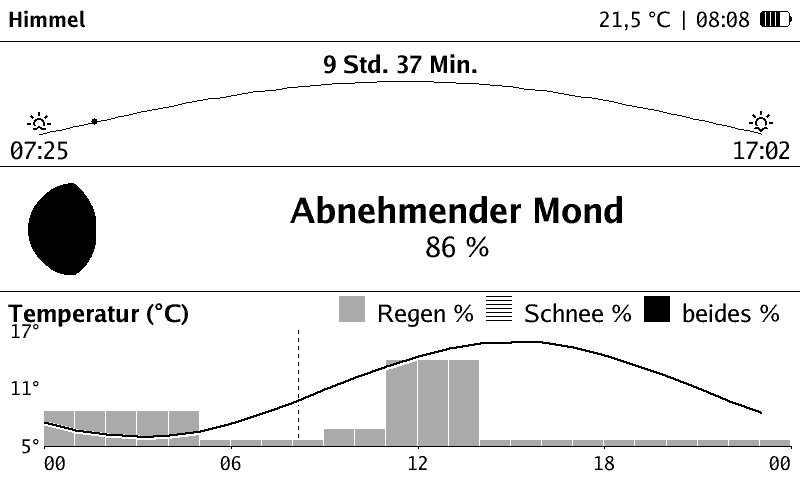 Himmel
21,5 °C | 08:08
9 Std. 37 Min.
07:25
17:02
Abnehmender Mond
86 %
Temperatur (°C)
Regen %
Schnee %
beides %
17°
11°
5°
00
06
12
18
00